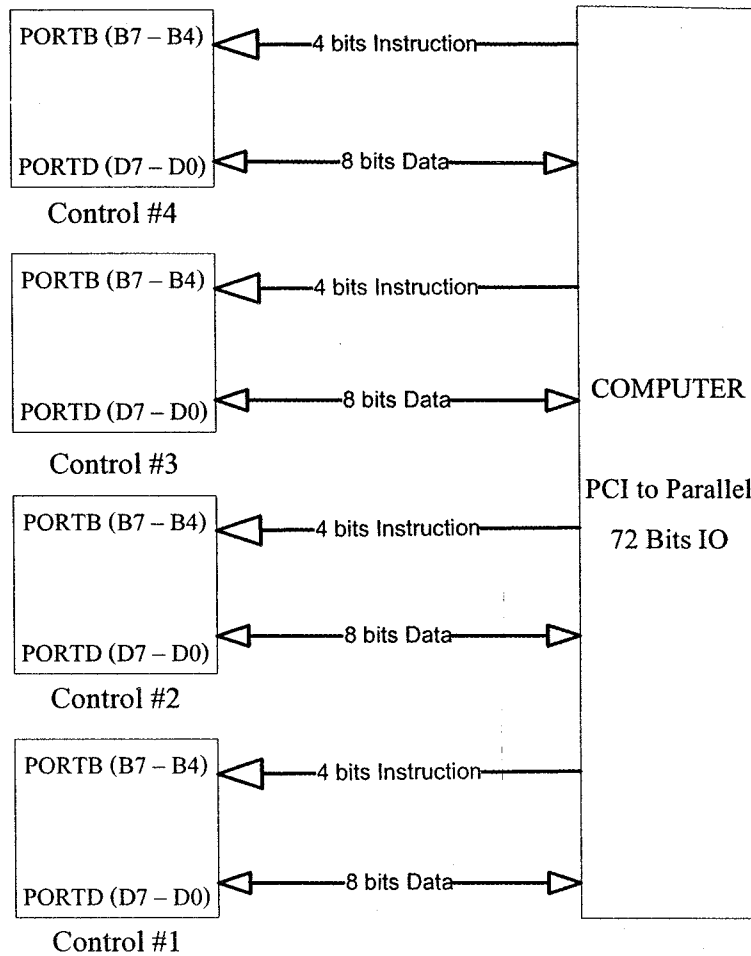 PORTB (B7 – B4)
4 bits Instruction
PORTD (D7 – D0)
8 bits Data
Control #4
PORTB (B7 – B4)
4 bits Instruction
PORTD (D7 – D0)
8 bits Data
Control #3
PORTB (B7 – B4)
4 bits Instruction
PORTD (D7 – D0)
8 bits Data
Control #2
PORTB (B7 – B4)
4 bits Instruction
PORTD (D7 – D0)
8 bits Data
Control #1
COMPUTER
PCI to Parallel
72 Bits IO